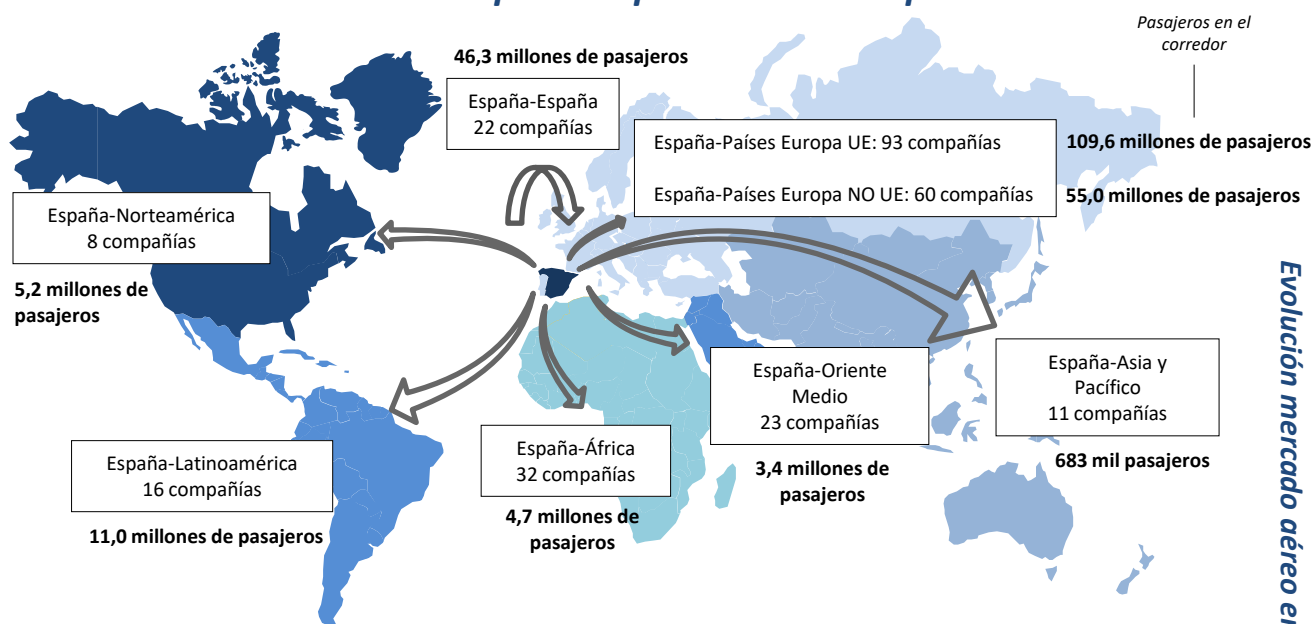 Pasajeros en el
corredor
46,3 millones de pasajeros
España-España
22 compañías
España-Países Europa UE: 93 compañías
109,6 millones de pasajeros
España-Países Europa NO UE: 60 compañías
55,0 millones de pasajeros
España-Norteamérica
8 compañías
5,2 millones de
pasajeros
España-Oriente
Medio
23 compañías
3,4 millones de
pasajeros
España-Asia y
Pacífico
11 compañías
683 mil pasajeros
España-Latinoamérica
16 compañías
11,0 millones de pasajeros
España-África
32 compañías
4,7 millones de
pasajeros
Evolución mercado aéreo en